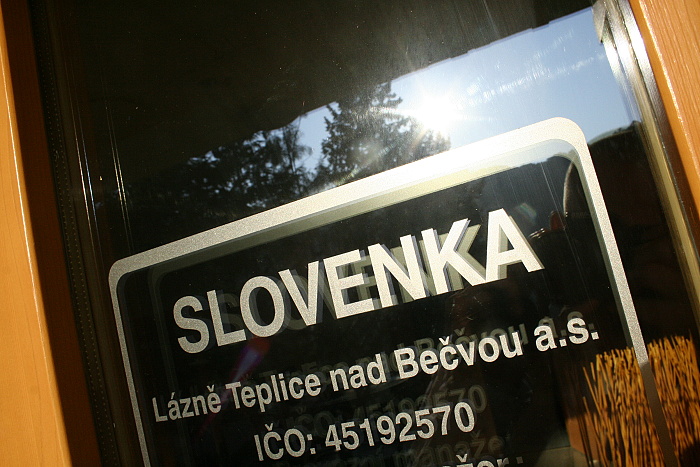 SLOVENKA
Lázně Teplice nad Bečvou a.s.
IČO: 45192570